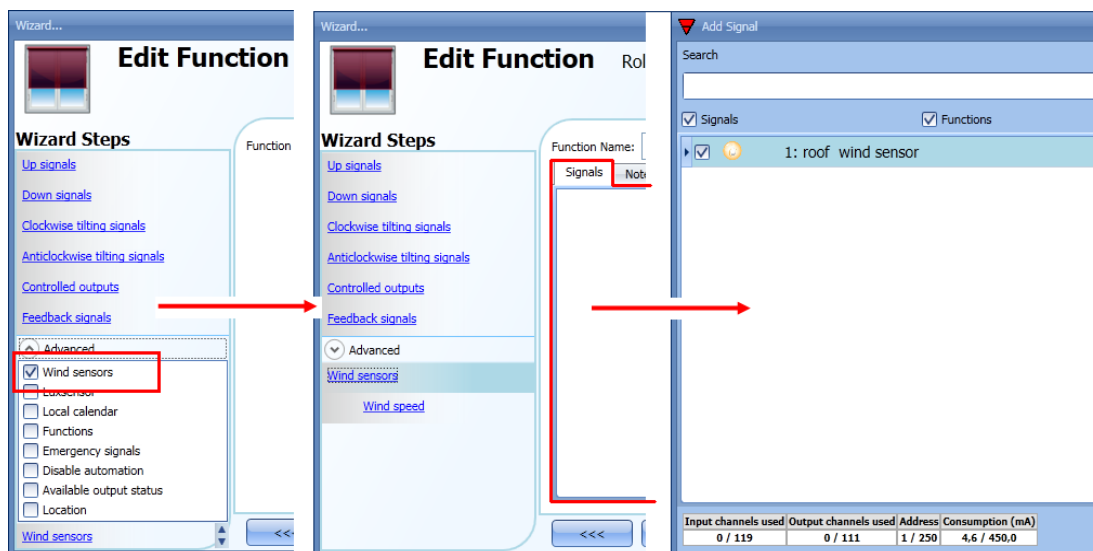 Wizard...
Edit Function
Wizard Steps
Up signals
Down signals
Clockwise tilting signals
Anticlockwise tilting signals
Controlled outputs
Feedback signals
Advanced
Wind sensors
Luxsensor
Local calendar
Functions
Emergency signals
Disable automation
Available output status
Location
Wind sensors
Function
<<
Wizard...
Edit Function Rol
Wizard Steps
Up signals
Down signals
Clockwise tilting signals
Anticlockwise tilting signals
Controlled outputs
Feedback signals
Advanced
Wind sensors
Wind speed
Function Name:
Signals Note
<<<
Add Signal
Search
Signals Functions
1: roof wind sensor
Input channels used Output channels used Address Consumption (mA)
0 / 119 0 / 111 1 / 250 4,6 / 450,0